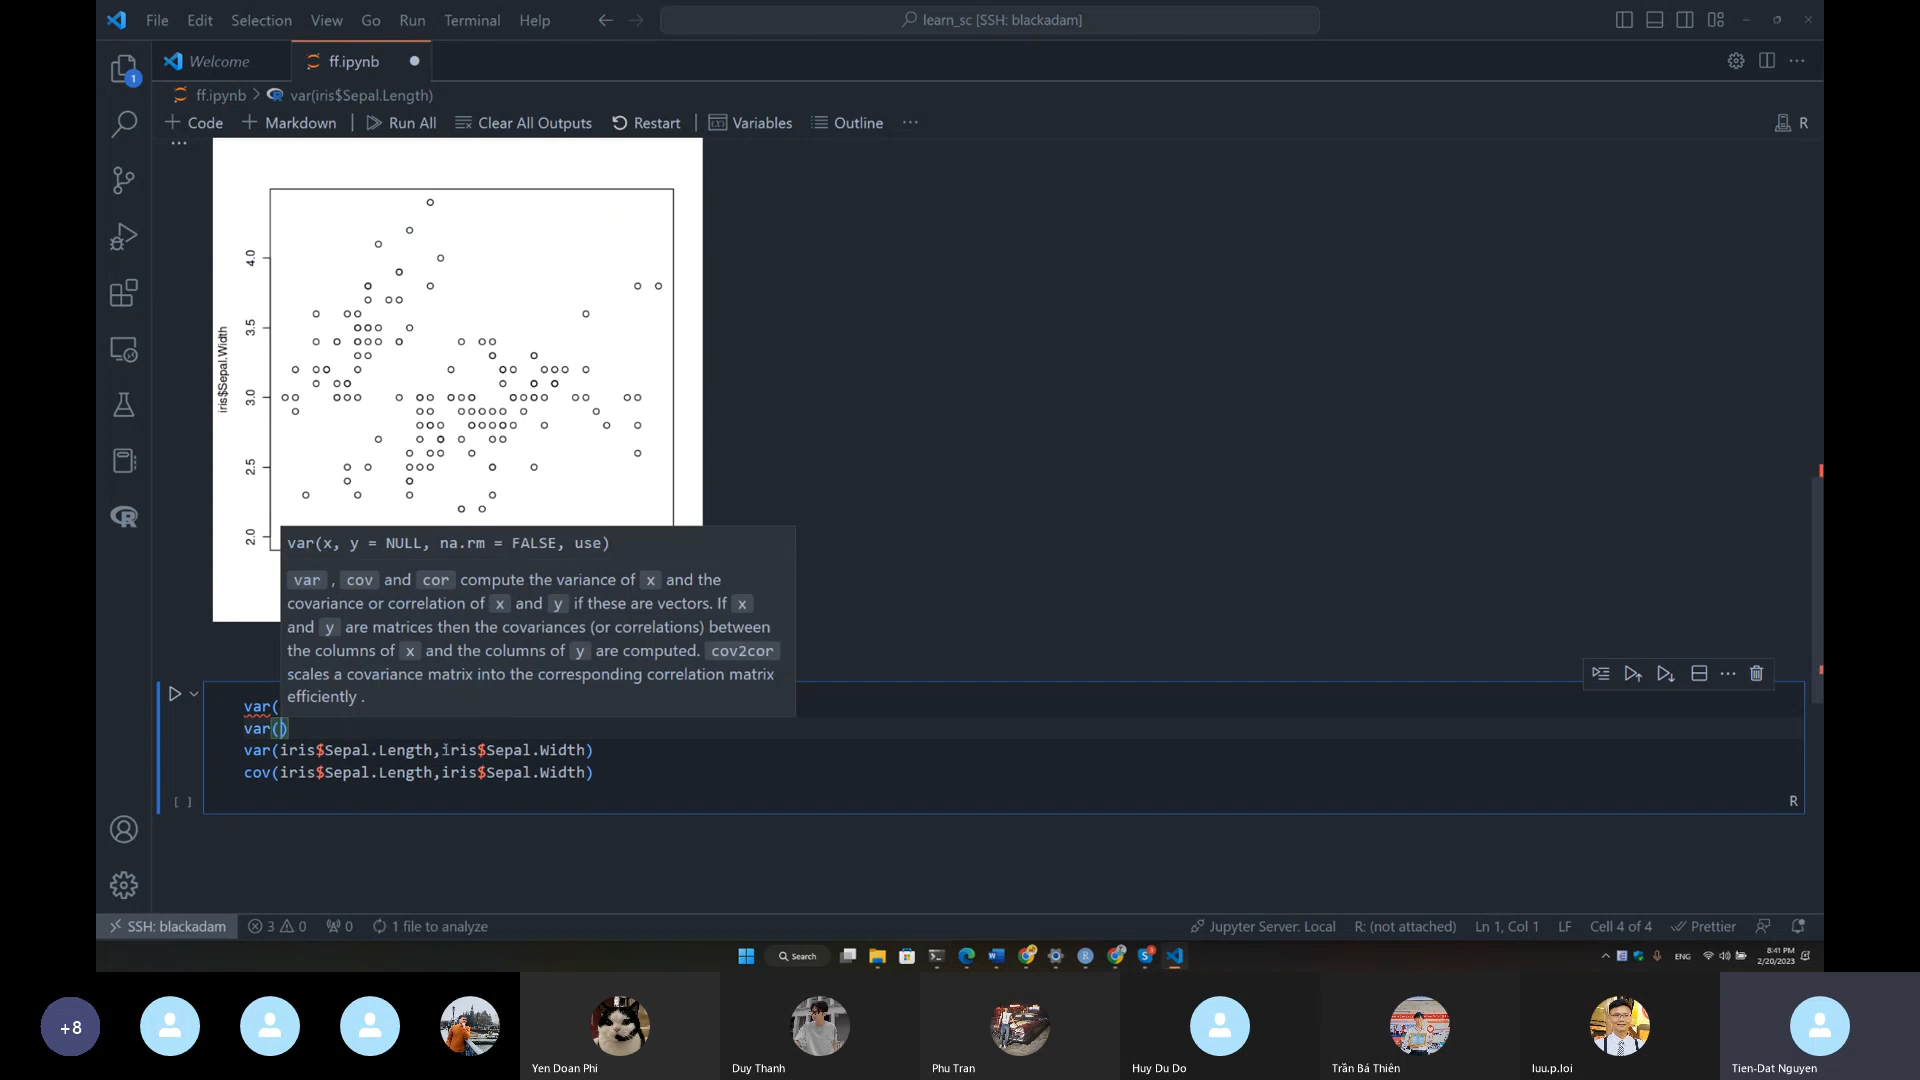 File Edit Selection View Go Run Terminal Help
learn_sc [SSH: blackadam]
Welcome
ff.ipynb
ff.ipynb > var(iris$Sepal.Length)
+ Code + Markdown | Run All Clear All Outputs Restart | Variables Outline ...
R
1
4.0
3.5
3.0
2.5
2.0
iris$Sepal.Width
var(x, y = NULL, na.rm = FALSE, use)
var , cov and cor compute the variance of x and the
covariance or correlation of x and y if these are vectors. If x
and y are matrices then the covariances (or correlations) between
the columns of x and the columns of y are computed. cov2cor
scales a covariance matrix into the corresponding correlation matrix
efficiently .
var(
var()
var(iris$Sepal.Length,iris$Sepal.Width)
cov(iris$Sepal.Length,iris$Sepal.Width)
[ ]
R
SSH: blackadam 3 0 0 1 file to analyze
Jupyter Server: Local R: (not attached) Ln 1, Col 1 LF Cell 4 of 4 Prettier
Search
ENG
8:41 PM
2/20/2023
+8
Yen Doan Phi
Duy Thanh
Phu Tran
Huy Du Do
Trần Bá Thiên
luu.p.loi
Tien-Dat Nguyen